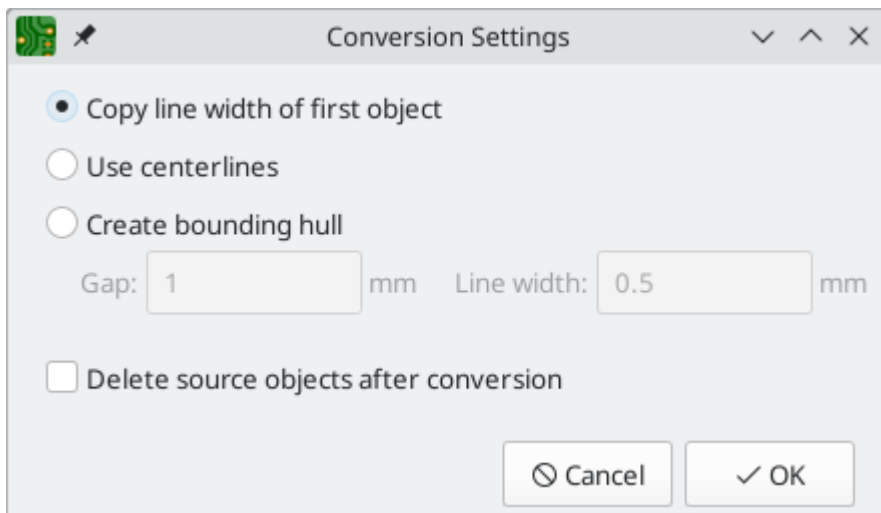 Conversion Settings
Copy line width of first object
Use centerlines
Create bounding hull
Gap: 1 mm Line width: 0.5 mm
Delete source objects after conversion
Cancel OK